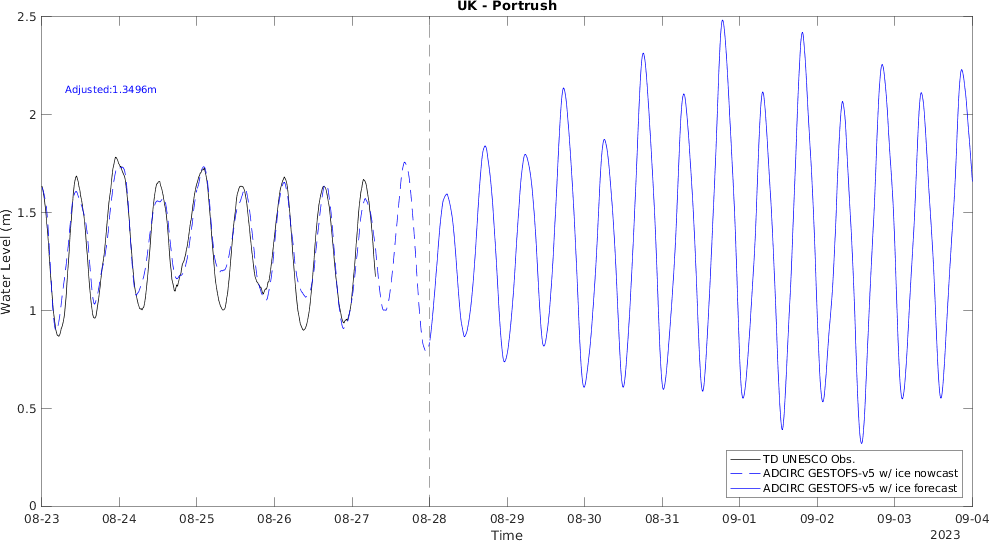 UK - Portrush
2.5
Adjusted:1.3496m
2
1.5
Water Level (m)
1
0.5
TD UNESCO Obs.
ADCIRC GESTOFS-v5 w/ ice nowcast
ADCIRC GESTOFS-v5 w/ ice forecast
0
08-23 08-24 08-25 08-26 08-27 08-28 08-29 08-30 08-31 09-01 09-02 09-03 09-04
Time
2023